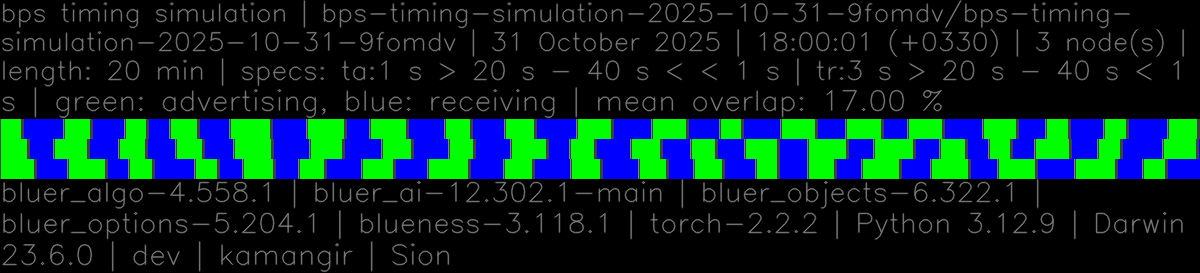 bps timing simulation | bps-timing-simulation-2025-10-31-9fomdv/bps-timing-
simulation-2025-10-31-9fomdv | 31 October 2025 | 18:00:01 (+0330) | 3 node(s) |
length: 20 min | specs: ta:1 s > 20 s - 40 s < < 1 s | tr:3 s > 20 s - 40 s < 1
s | green: advertising, blue: receiving | mean overlap: 17.00 %
bluer_algo-4.558.1 | bluer_ai-12.302.1-main | bluer_objects-6.322.1 |
bluer_options-5.204.1 | blueness-3.118.1 | torch-2.2.2 | Python 3.12.9 | Darwin
23.6.0 | dev | kamangir | Sion